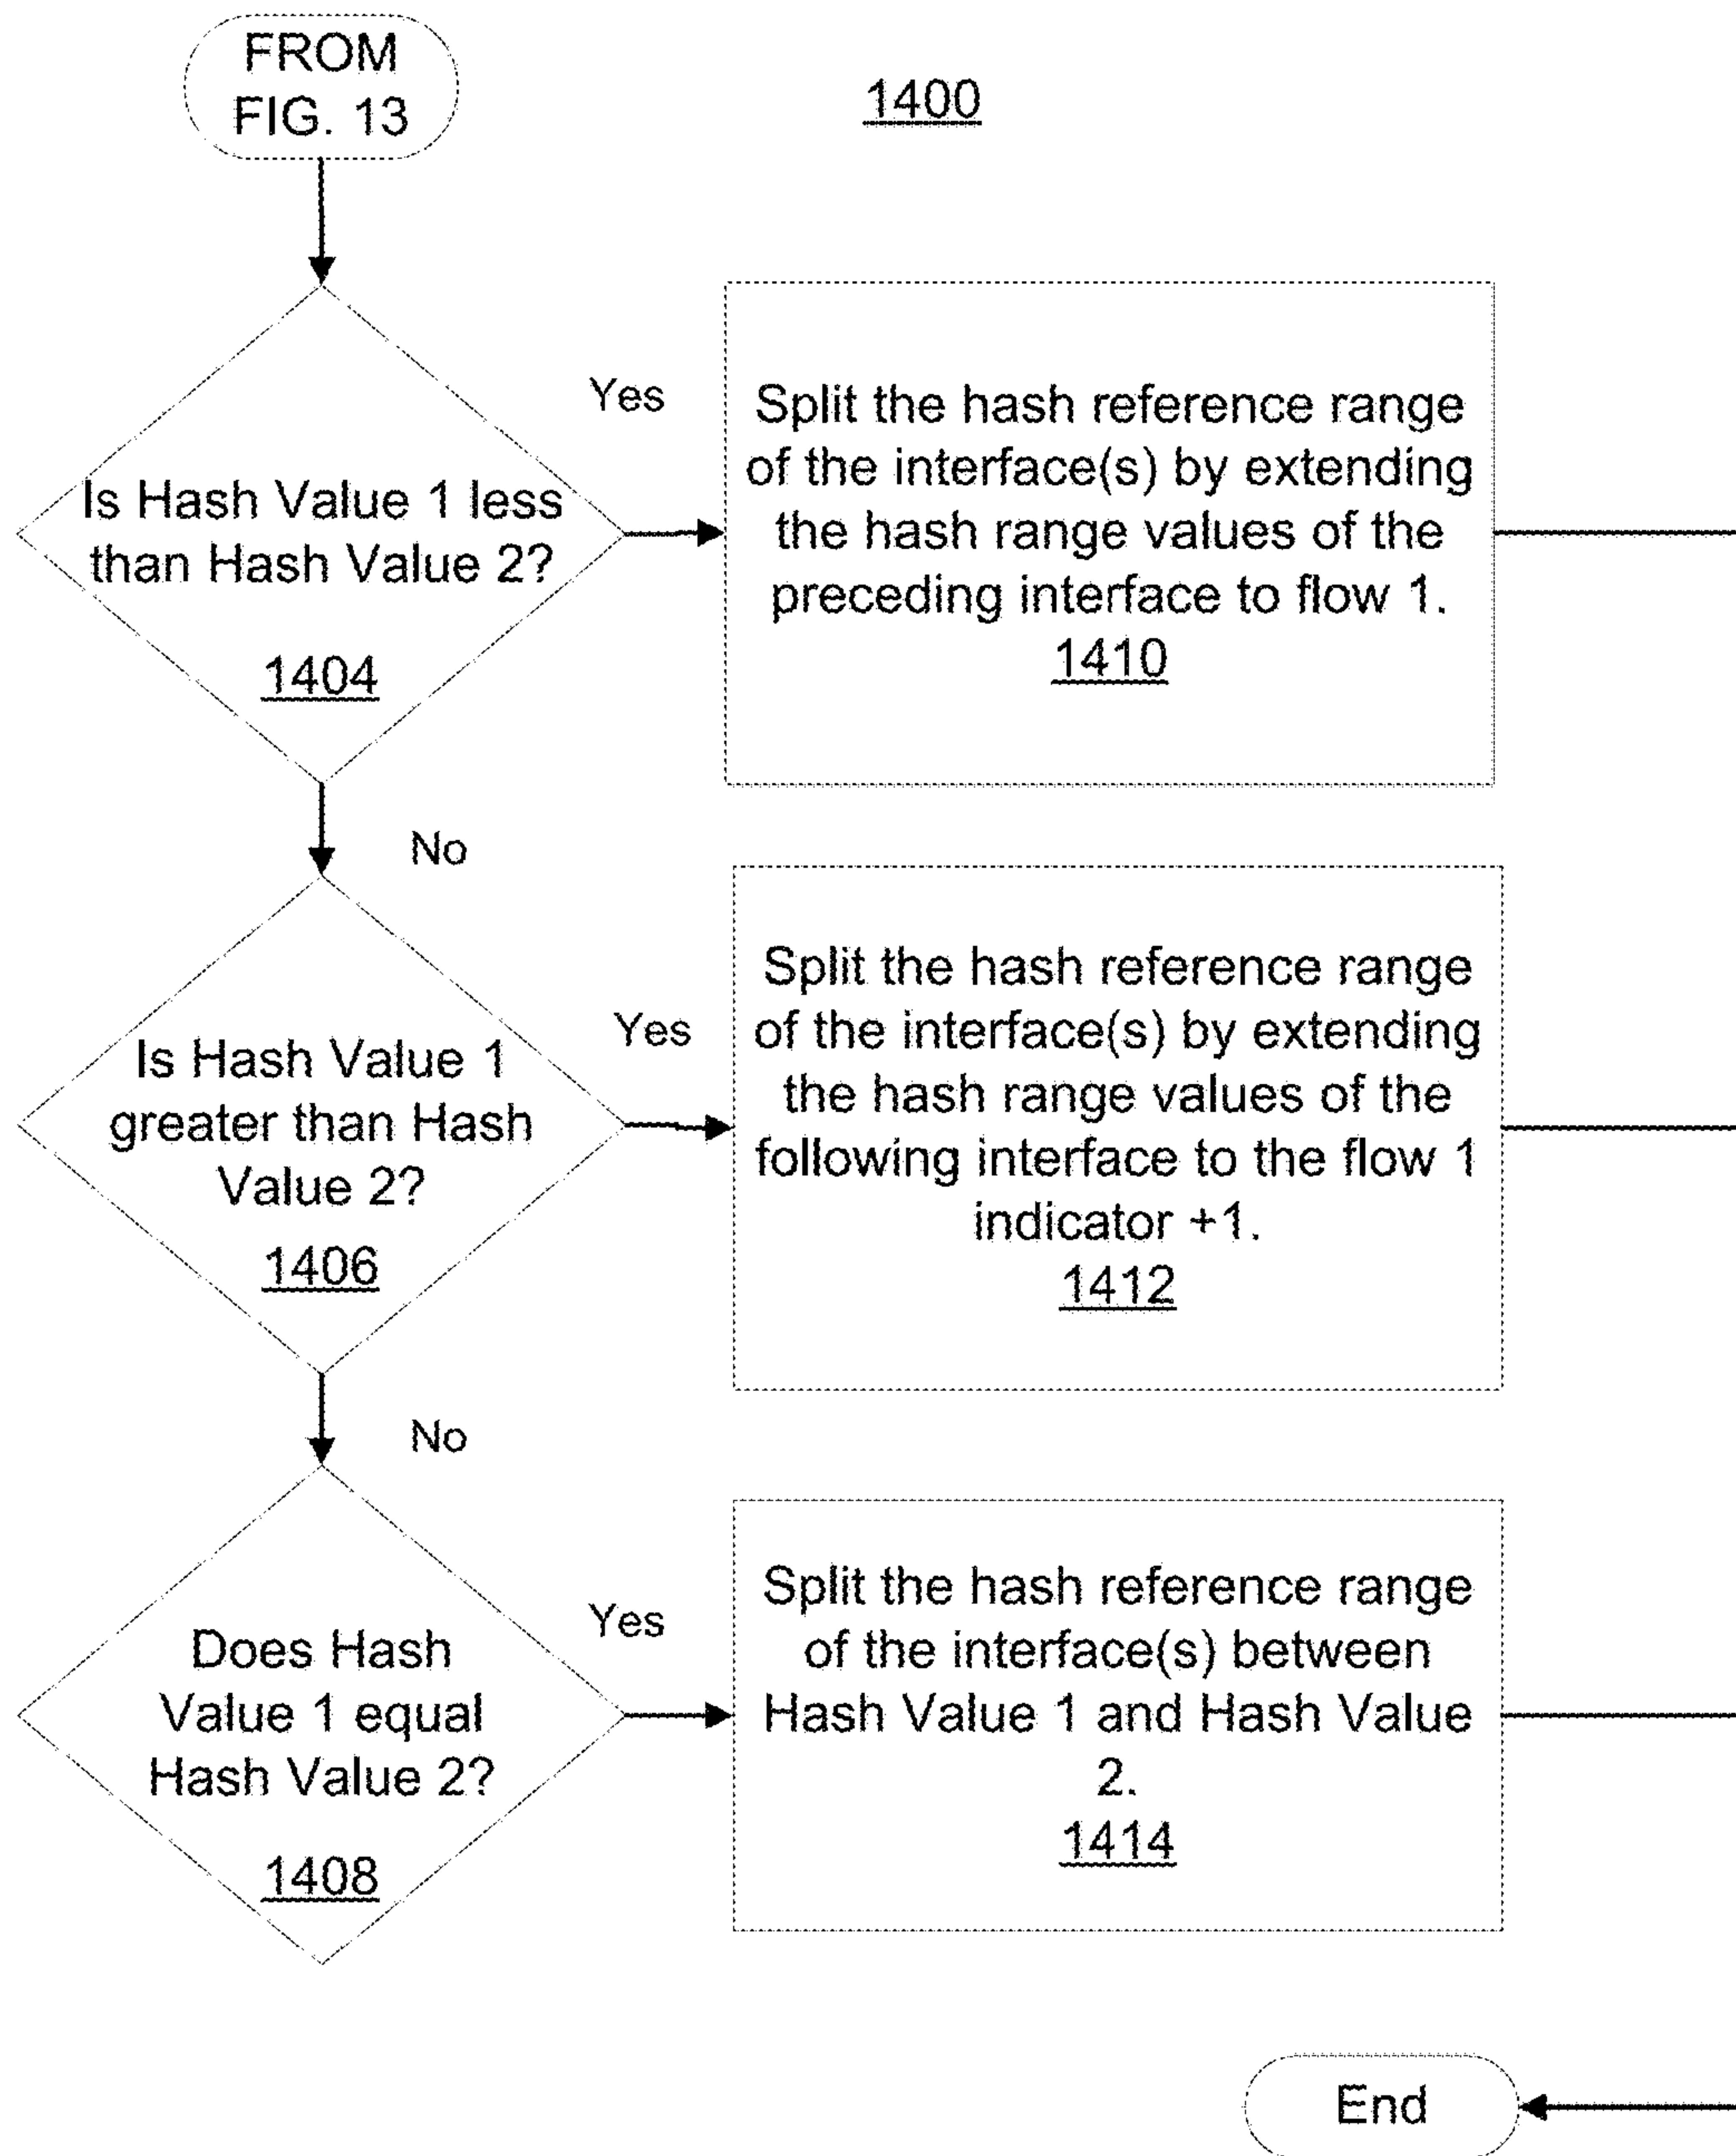 FROM
FIG. 13
1400
Is Hash Value 1 less
than Hash Value 2?
1404
Yes
Split the hash reference range
of the interface(s) by extending
the hash range values of the
preceding interface to flow 1.
1410
No
Is Hash Value 1
greater than Hash
Value 2?
1406
Yes
Split the hash reference range
of the interface(s) by extending
the hash range values of the
following interface to the flow 1
indicator +1.
1412
No
Does Hash
Value 1 equal
Hash Value 2?
1408
Yes
Split the hash reference range
of the interface(s) between
Hash Value 1 and Hash Value
2.
1414
End